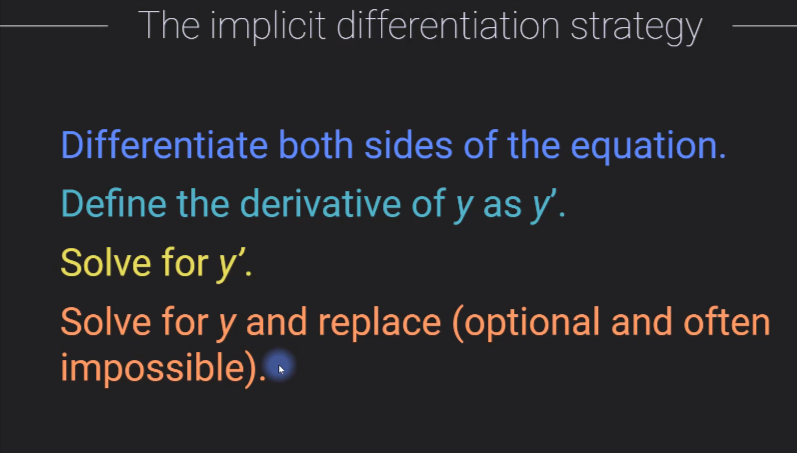 The implicit differentiation strategy
Differentiate both sides of the equation.
Define the derivative of y as y’.
Solve for y’.
Solve for y and replace (optional and often
impossible).